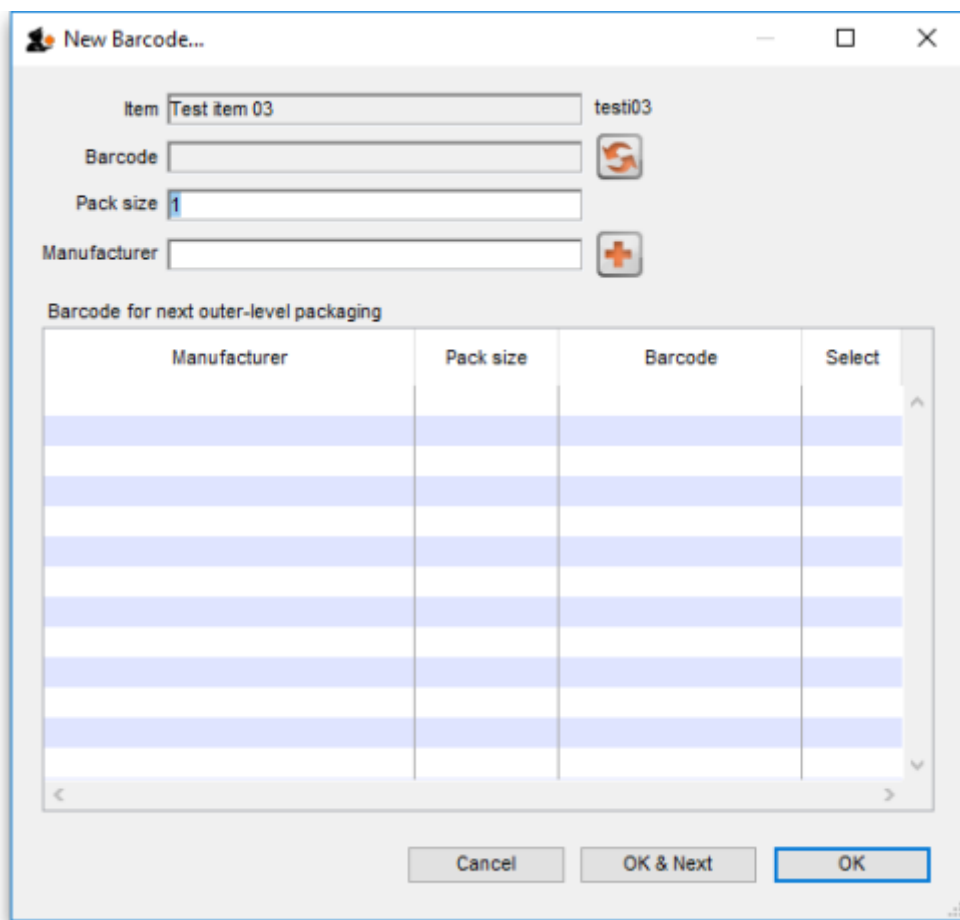 New Barcode...
Item Test item 03 testi03
Barcode
Pack size 1
Manufacturer
Barcode for next outer-level packaging
Manufacturer Pack size Barcode Select
Cancel OK & Next OK